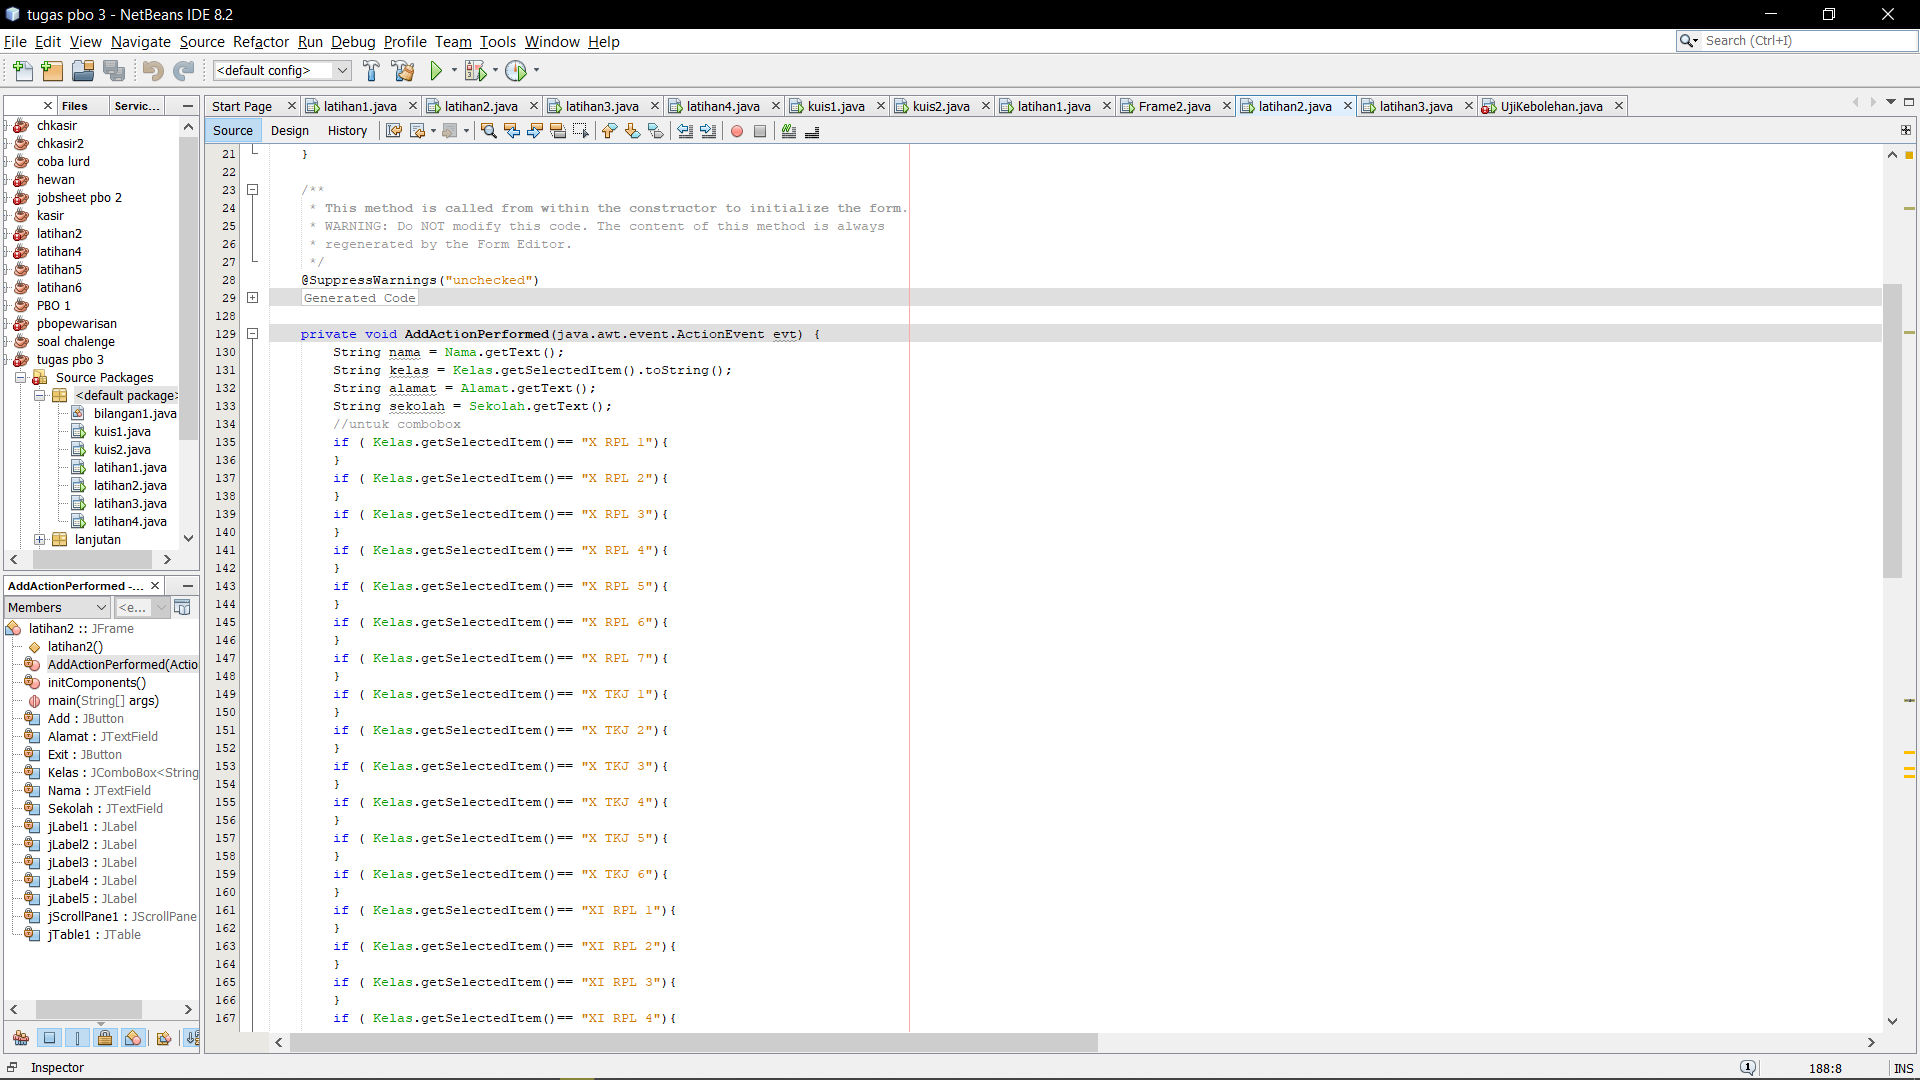 tugas pbo 3 - NetBeans IDE 8.2
File Edit View Navigate Source Refactor Run Debug Profile Team Tools Window Help
Search (Ctrl+I)
<default config>
Files Servic...
Start Page latihan1.java latihan2.java latihan3.java latihan4.java kuis1.java kuis2.java latihan1.java Frame2.java latihan2.java latihan3.java UjiKebolehan.java
Source Design History
chkasir
chkasir2
coba lurd
hewan
jobsheet pbo 2
kasir
latihan2
latihan4
latihan5
latihan6
PBO 1
pbopewarisan
soal chalenge
tugas pbo 3
Source Packages
<default package>
bilangan1.java
kuis1.java
kuis2.java
latihan1.java
latihan2.java
latihan3.java
latihan4.java
lanjutan
AddActionPerformed -...
Members <e...
latihan2 :: JFrame
latihan2()
AddActionPerformed(Actio
initComponents()
main(String[] args)
Add : JButton
Alamat : JTextField
Exit : JButton
Kelas : JComboBox<String
Nama : JTextField
Sekolah : JTextField
jLabel1 : JLabel
jLabel2 : JLabel
jLabel3 : JLabel
jLabel4 : JLabel
jLabel5 : JLabel
jScrollPane1 : JScrollPane
jTable1 : JTable
21 }
22
23 /**
24 * This method is called from within the constructor to initialize the form.
25 * WARNING: Do NOT modify this code. The content of this method is always
26 * regenerated by the Form Editor.
27 */
28 @SuppressWarnings("unchecked")
29 Generated Code
128
129 private void AddActionPerformed(java.awt.event.ActionEvent evt) {
130 String nama = Nama.getText();
131 String kelas = Kelas.getSelectedItem().toString();
132 String alamat = Alamat.getText();
133 String sekolah = Sekolah.getText();
134 //untuk combobox
135 if ( Kelas.getSelectedItem()== "X RPL 1"){
136 }
137 if ( Kelas.getSelectedItem()== "X RPL 2"){
138 }
139 if ( Kelas.getSelectedItem()== "X RPL 3"){
140 }
141 if ( Kelas.getSelectedItem()== "X RPL 4"){
142 }
143 if ( Kelas.getSelectedItem()== "X RPL 5"){
144 }
145 if ( Kelas.getSelectedItem()== "X RPL 6"){
146 }
147 if ( Kelas.getSelectedItem()== "X RPL 7"){
148 }
149 if ( Kelas.getSelectedItem()== "X TKJ 1"){
150 }
151 if ( Kelas.getSelectedItem()== "X TKJ 2"){
152 }
153 if ( Kelas.getSelectedItem()== "X TKJ 3"){
154 }
155 if ( Kelas.getSelectedItem()== "X TKJ 4"){
156 }
157 if ( Kelas.getSelectedItem()== "X TKJ 5"){
158 }
159 if ( Kelas.getSelectedItem()== "X TKJ 6"){
160 }
161 if ( Kelas.getSelectedItem()== "XI RPL 1"){
162 }
163 if ( Kelas.getSelectedItem()== "XI RPL 2"){
164 }
165 if ( Kelas.getSelectedItem()== "XI RPL 3"){
166 }
167 if ( Kelas.getSelectedItem()== "XI RPL 4"){
Inspector
1
188:8
INS